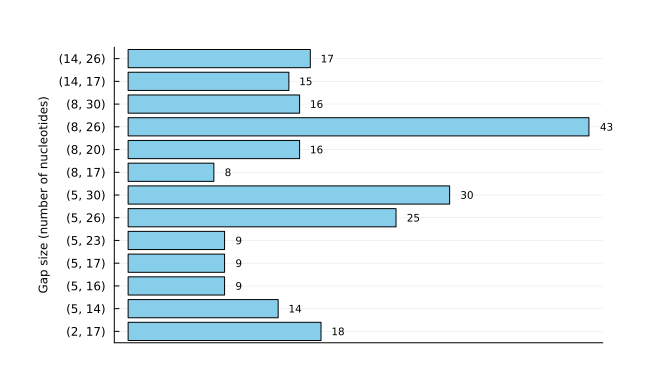 (14, 26) 17
(14, 17) 15
(8, 30) 16
(8, 26) 43
(8, 20) 16
(8, 17) 8
(5, 30) 30
(5, 26) 25
(5, 23) 9
(5, 17) 9
(5, 16) 9
(5, 14) 14
(2, 17) 18
Gap size (number of nucleotides)